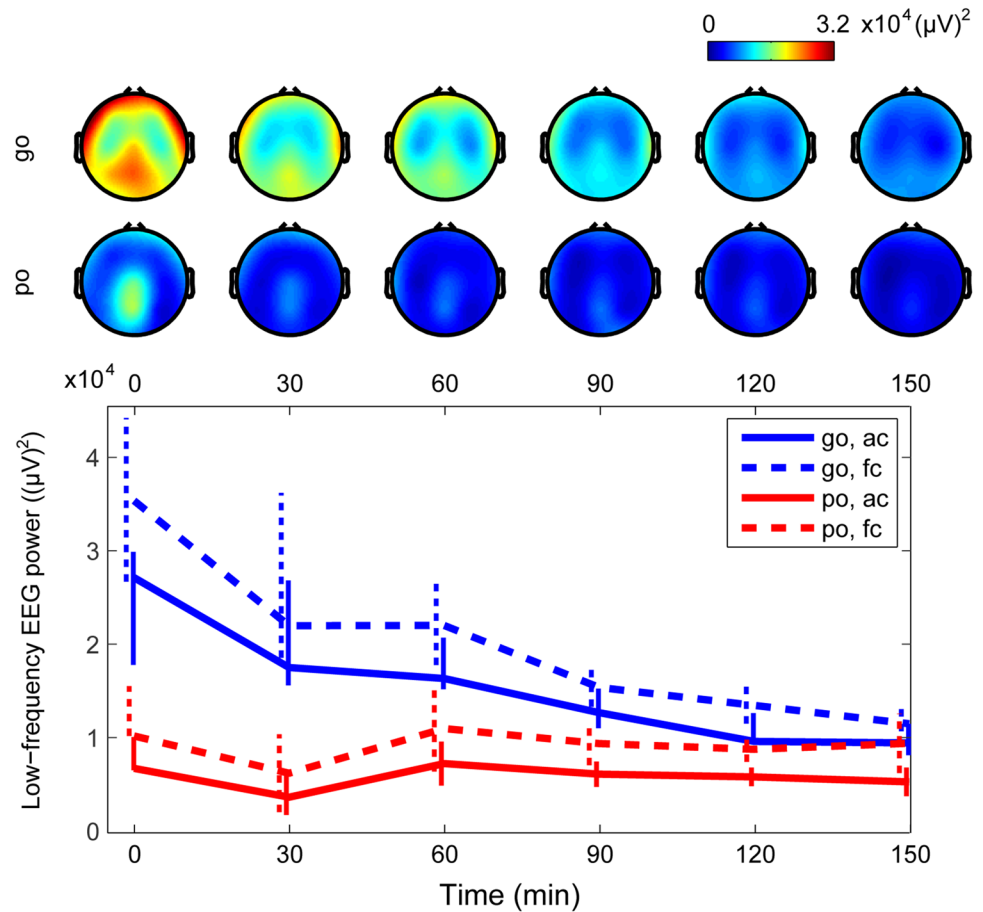 0 3.2 x10⁴(µV)²
go
po
x10⁴ 0 30 60 90 120 150
Low−frequency EEG power ((µV)²)
4
3
2
1
0
go, ac
go, fc
po, ac
po, fc
0 30 60 90 120 150
Time (min)